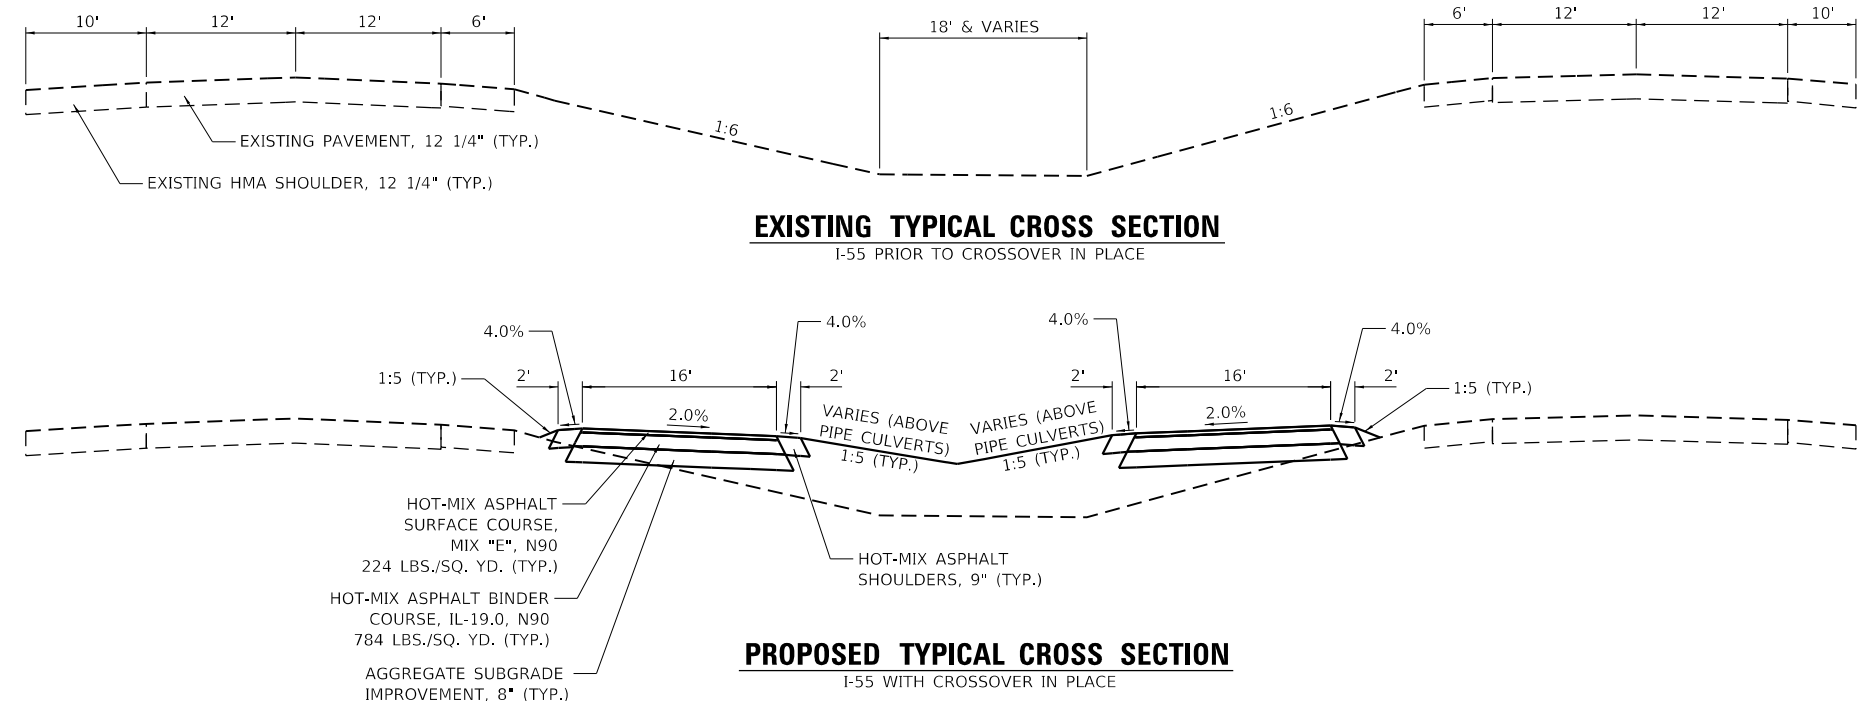 10' 12' 12' 6' 18' & VARIES 6' 12' 12' 10'
1:6 1:6
EXISTING PAVEMENT, 12 1/4" (TYP.)
EXISTING HMA SHOULDER, 12 1/4" (TYP.)
EXISTING TYPICAL CROSS SECTION
I-55 PRIOR TO CROSSOVER IN PLACE
4.0% 4.0% 4.0% 4.0%
1:5 (TYP.) 2' 16' 2' 2' 16' 2' 1:5 (TYP.)
2.0% 2.0%
VARIES (ABOVE
PIPE CULVERTS)
1:5 (TYP.)
VARIES (ABOVE
PIPE CULVERTS)
1:5 (TYP.)
HOT-MIX ASPHALT
SURFACE COURSE,
MIX "E", N90
224 LBS./SQ. YD. (TYP.)
HOT-MIX ASPHALT
SHOULDERS, 9" (TYP.)
HOT-MIX ASPHALT BINDER
COURSE, IL-19.0, N90
784 LBS./SQ. YD. (TYP.)
AGGREGATE SUBGRADE
IMPROVEMENT, 8" (TYP.)
PROPOSED TYPICAL CROSS SECTION
I-55 WITH CROSSOVER IN PLACE